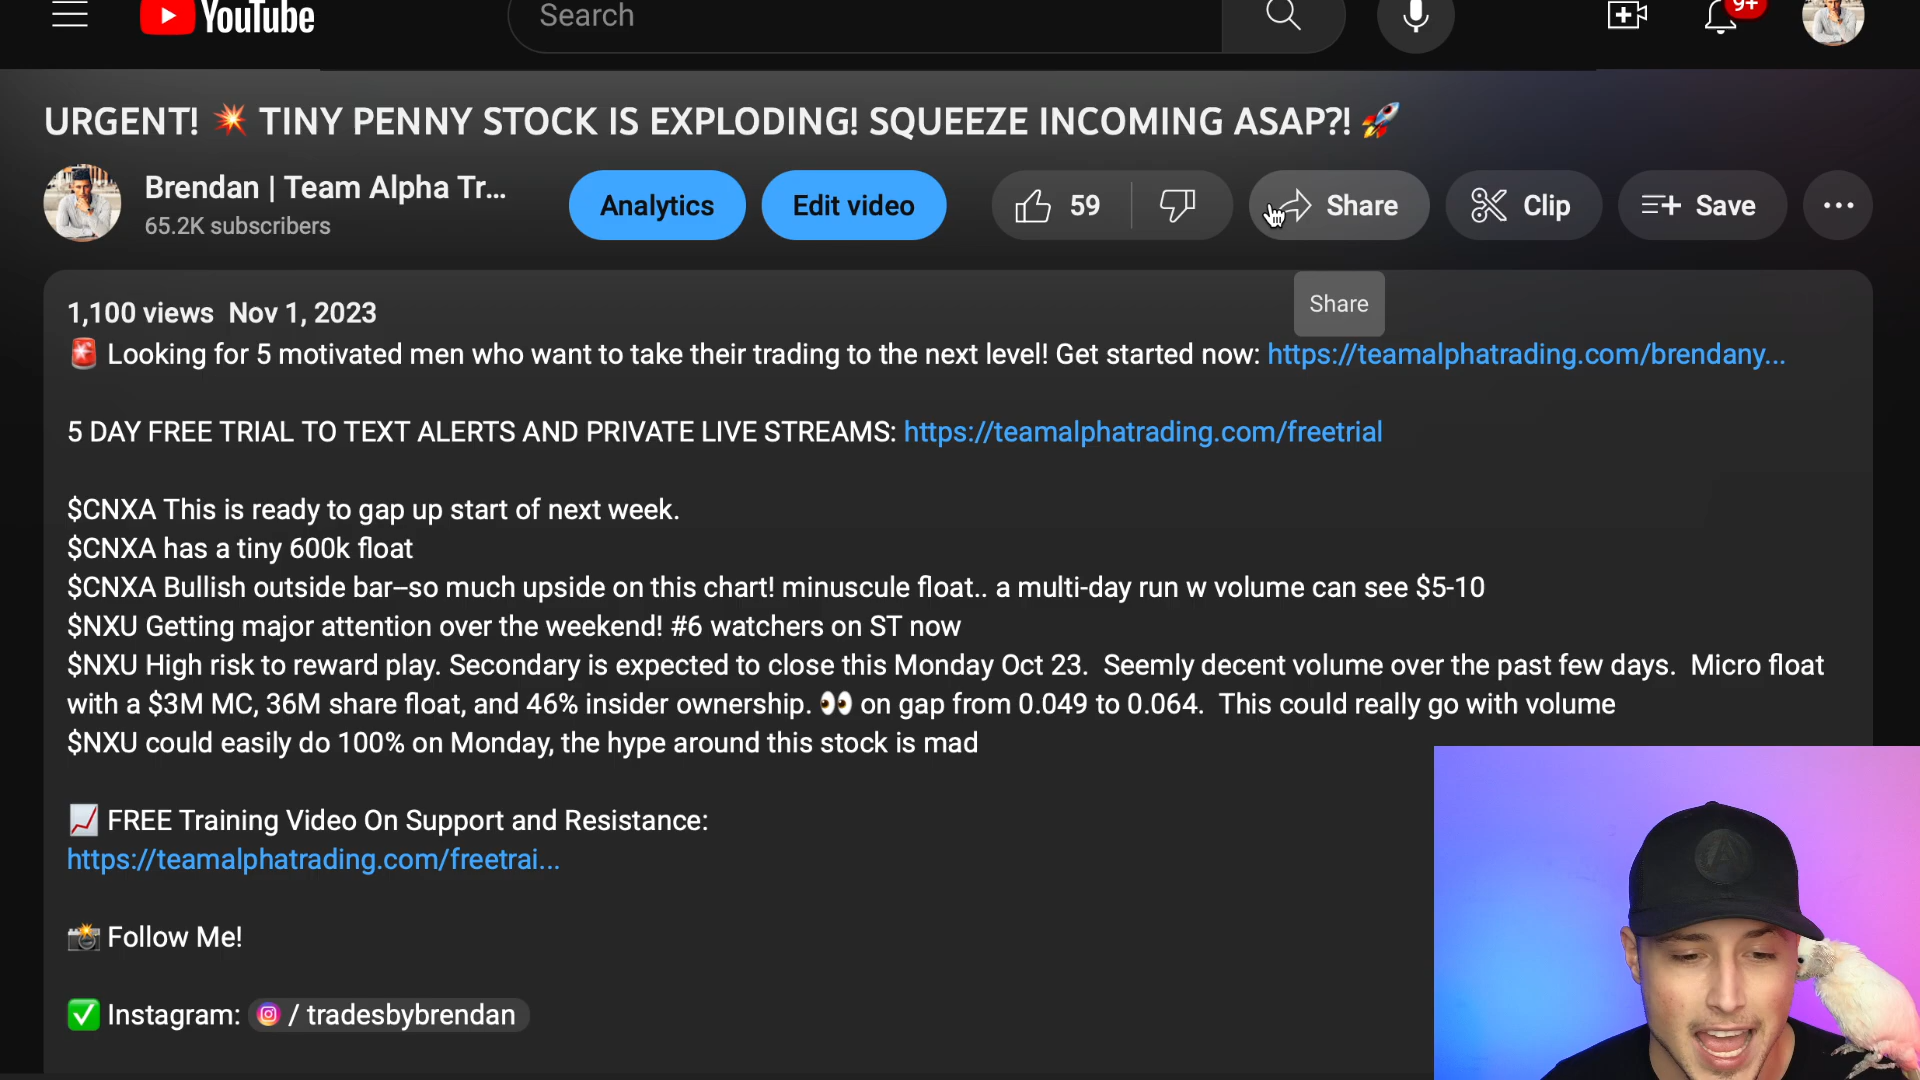 YouTube
Search
9+
URGENT! 💥 TINY PENNY STOCK IS EXPLODING! SQUEEZE INCOMING ASAP?! 🚀
Brendan | Team Alpha Tr...
65.2K subscribers
Analytics
Edit video
59
Share
Clip
Save
Share
1,100 views Nov 1, 2023
🚨 Looking for 5 motivated men who want to take their trading to the next level! Get started now: https://teamalphatrading.com/brendany...
5 DAY FREE TRIAL TO TEXT ALERTS AND PRIVATE LIVE STREAMS: https://teamalphatrading.com/freetrial
$CNXA This is ready to gap up start of next week.
$CNXA has a tiny 600k float
$CNXA Bullish outside bar–so much upside on this chart! minuscule float.. a multi-day run w volume can see $5-10
$NXU Getting major attention over the weekend! #6 watchers on ST now
$NXU High risk to reward play. Secondary is expected to close this Monday Oct 23. Seemly decent volume over the past few days. Micro float
with a $3M MC, 36M share float, and 46% insider ownership. 👀 on gap from 0.049 to 0.064. This could really go with volume
$NXU could easily do 100% on Monday, the hype around this stock is mad
📈 FREE Training Video On Support and Resistance:
https://teamalphatrading.com/freetrai...
📸 Follow Me!
✅ Instagram: / tradesbybrendan